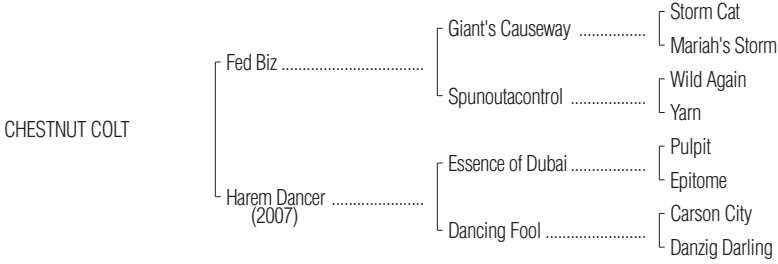 Storm Cat
Giant's Causeway ................
Mariah's Storm
Fed Biz ..................................
Wild Again
Spunoutacontrol ..................
Yarn
CHESTNUT COLT
Pulpit
Essence of Dubai ..................
Epitome
Harem Dancer ......................
(2007)
Carson City
Dancing Fool ........................
Danzig Darling